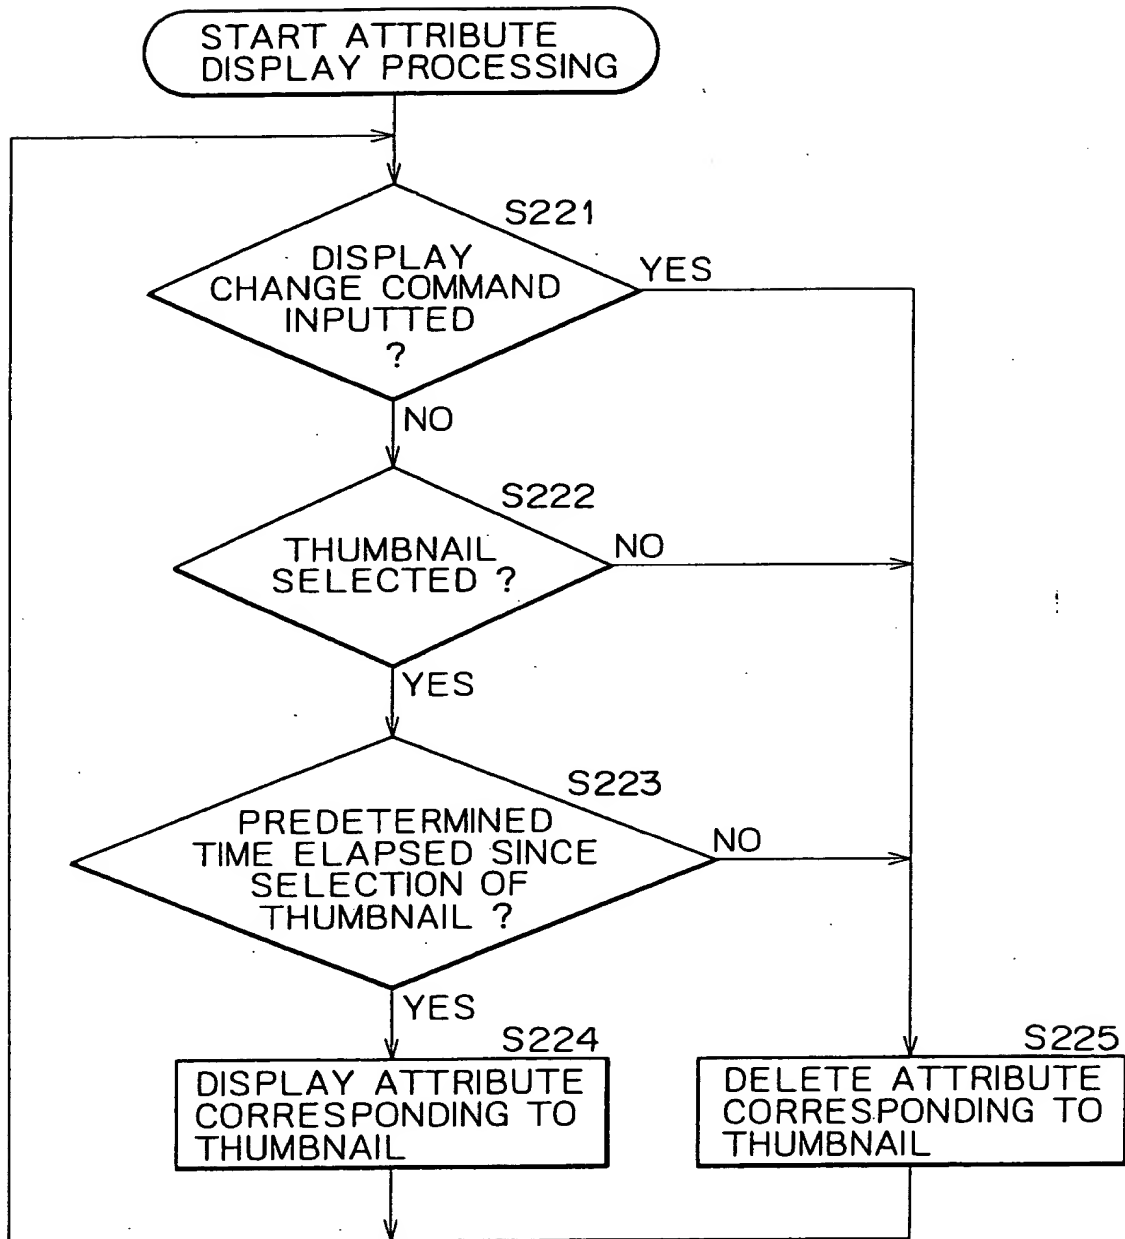 START ATTRIBUTE
DISPLAY PROCESSING
S221
DISPLAY
CHANGE COMMAND
INPUTTED
?
YES
NO
S222
THUMBNAIL
SELECTED ?
NO
YES
S223
PREDETERMINED
TIME ELAPSED SINCE
SELECTION OF
THUMBNAIL ?
NO
YES
S224
DISPLAY ATTRIBUTE
CORRESPONDING TO
THUMBNAIL
S225
DELETE ATTRIBUTE
CORRESPONDING TO
THUMBNAIL